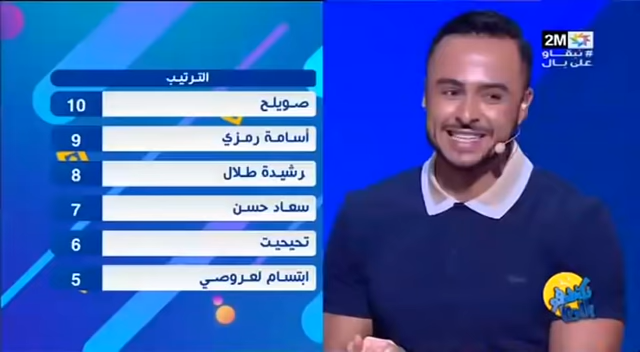 الترتيب
10 صويلح
9 أسامة رمزي
8 رشيدة طلال
7 سعاد حسن
6 تحيحيت
5 ابتسام لعروصي
2M
#نبقاو
على بال